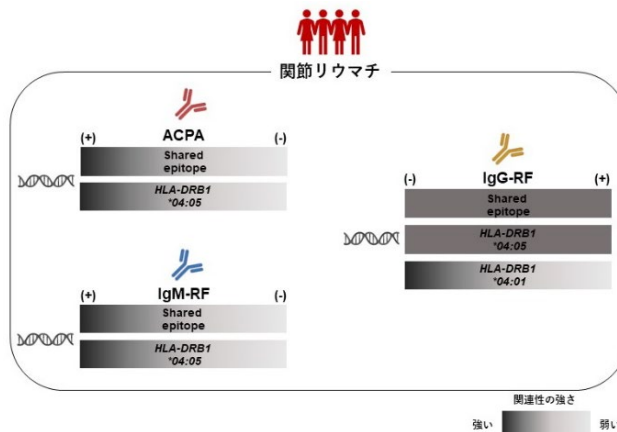 関節リウマチ
ACPA
(+) (-)
Shared
epitope
HLA-DRB1
*04:05
IgM-RF
(+) (-)
Shared
epitope
HLA-DRB1
*04:05
IgG-RF
(-) (+)
Shared
epitope
HLA-DRB1
*04:05
HLA-DRB1
*04:01
関連性の強さ
強い 弱い